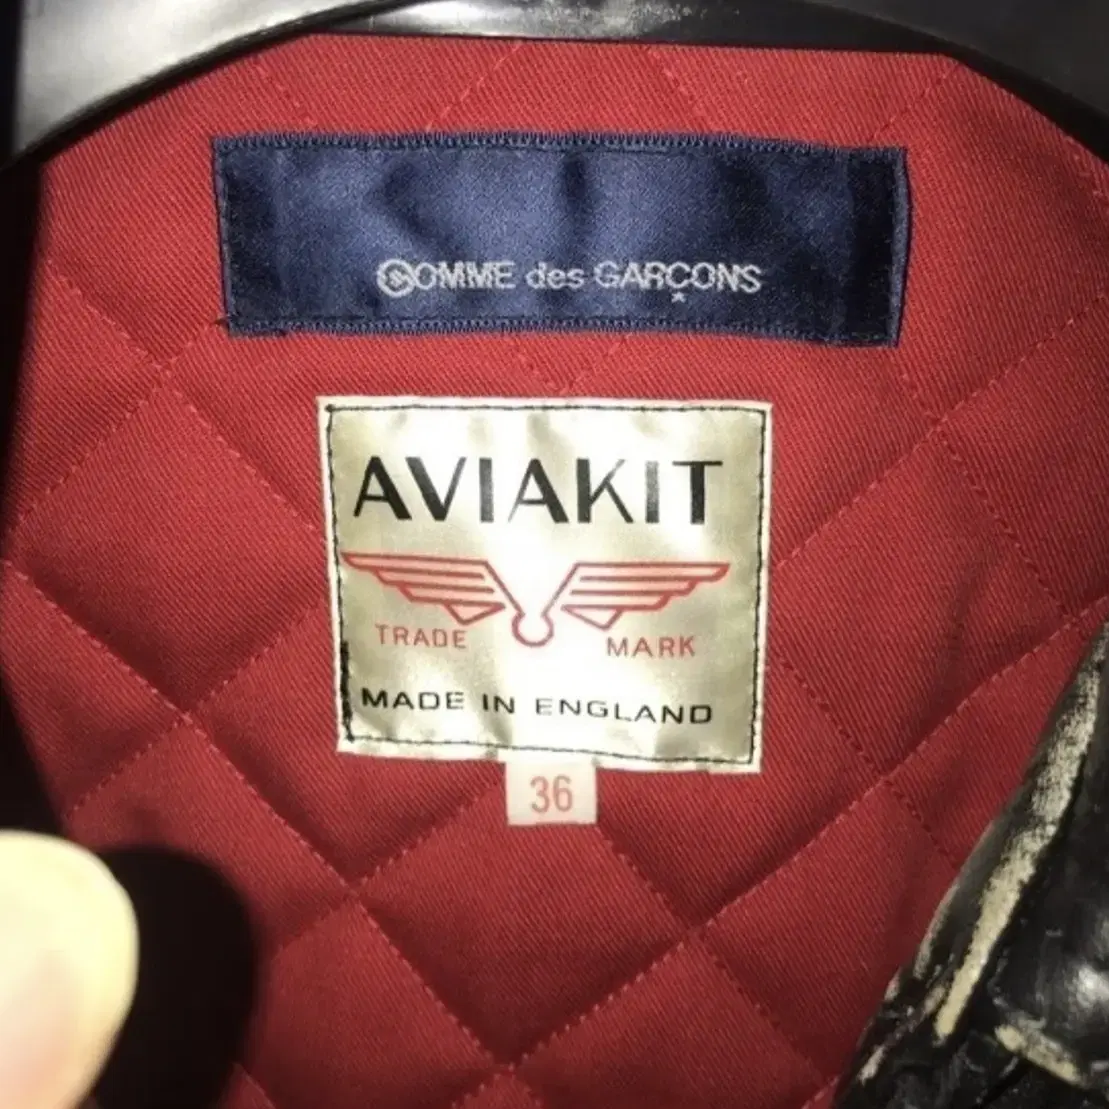 COMME des GARÇONS
AVIAKIT
TRADE MARK
MADE IN ENGLAND
36